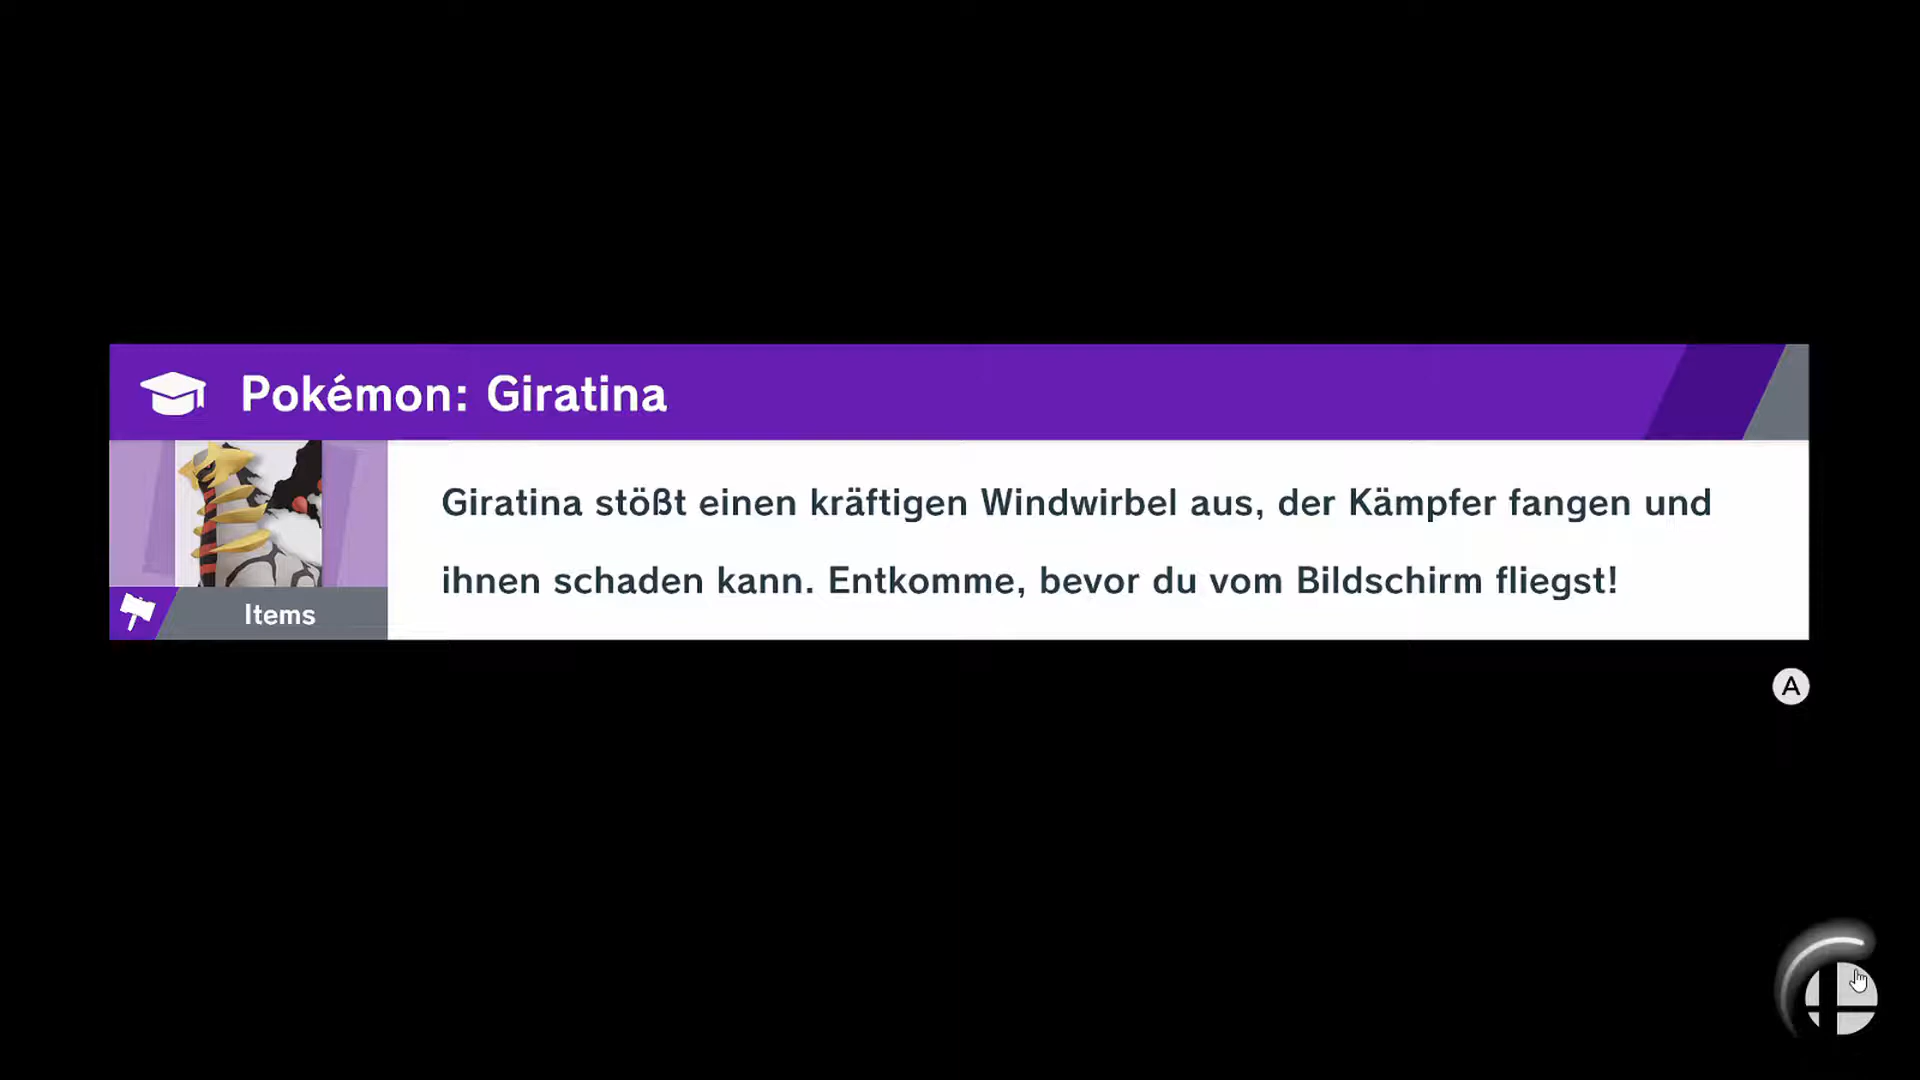 Pokémon: Giratina
Giratina stößt einen kräftigen Windwirbel aus, der Kämpfer fangen und
ihnen schaden kann. Entkomme, bevor du vom Bildschirm fliegst!
Items
A